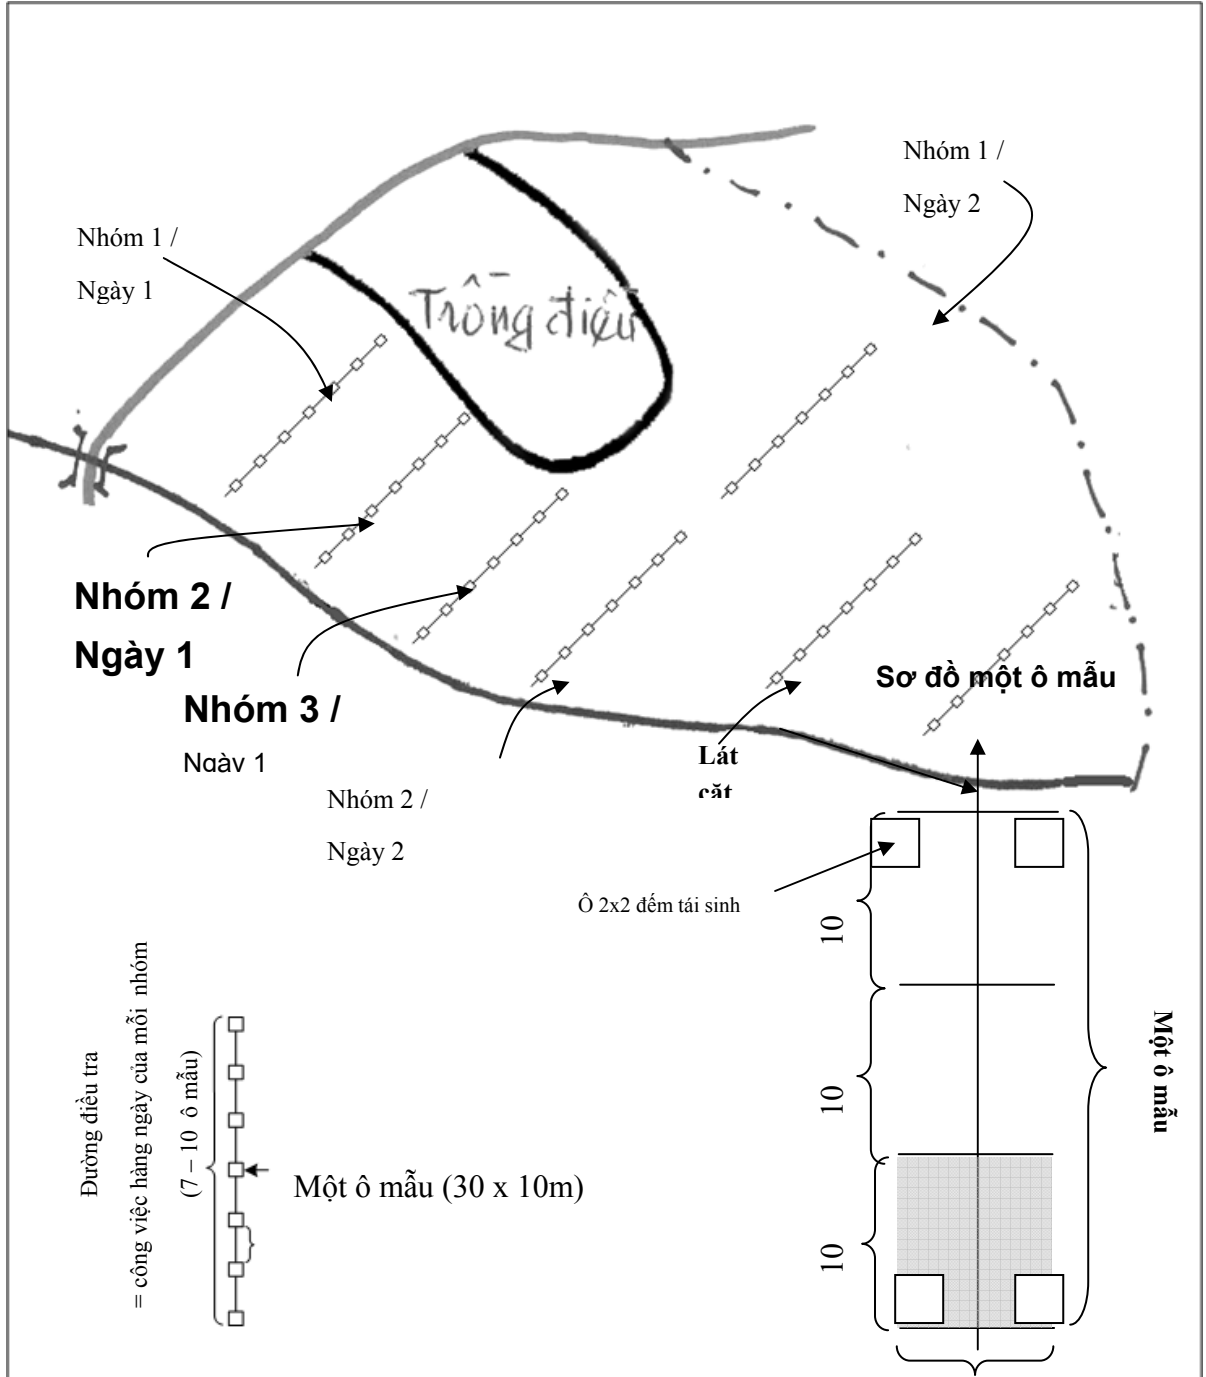 Nhóm 1 /
Ngày 2
Nhóm 1 /
Ngày 1
Trồng điều
Nhóm 2 /
Ngày 1
Nhóm 3 /
Ngày 1
Sơ đồ một ô mẫu
Lát
cắt
Nhóm 2 /
Ngày 2
Ô 2x2 đếm tái sinh
10
10
10
Một ô mẫu
Đường điều tra
= công việc hàng ngày của mỗi nhóm
(7 – 10 ô mẫu)
Một ô mẫu (30 x 10m)